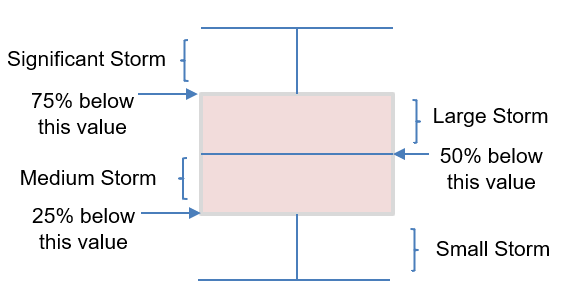 Significant Storm
75% below
this value
Large Storm
50% below
this value
Medium Storm
25% below
this value
Small Storm